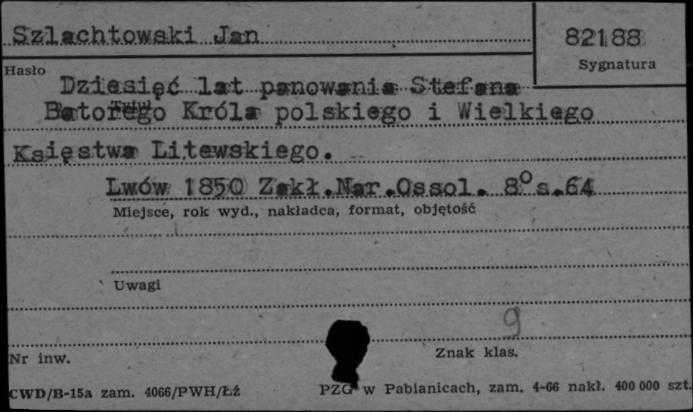 Szlachtowski Jan
82188
Hasło
Sygnatura
Dziesięć lat panowania Stefana
Batorego Króla polskiego i Wielkiego
Księstwa Litewskiego.
Lwów 1850 Zakł.Nar.Ossol. 8° s.64
Miejsce, rok wyd., nakładca, format, objętość
Uwagi
9
Nr inw.
Znak klas.
CWD/B-15a zam. 4066/PWH/Łź
PZG w Pabianicach, zam. 4-66 nakł. 400 000 szt.